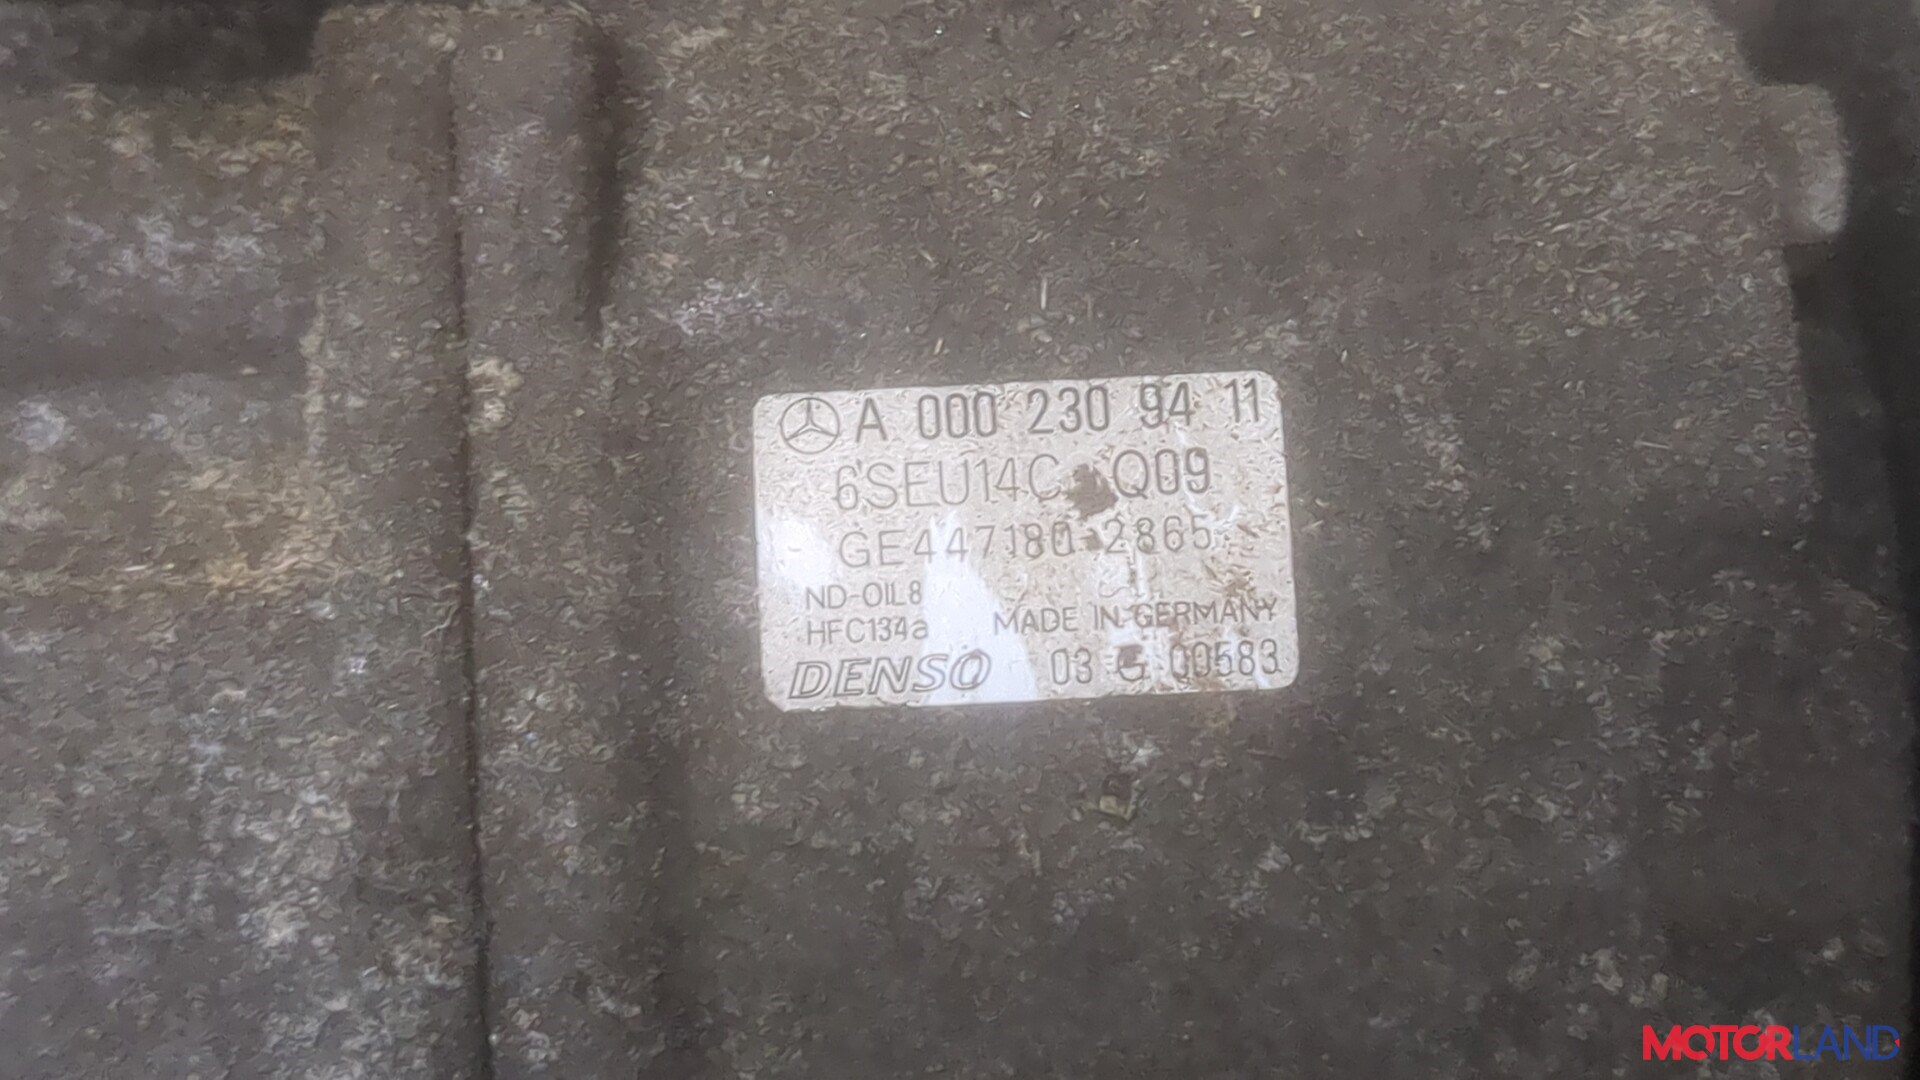 A 000 230 94 11
6SEU14C Q09
GE447180-2865
ND-OIL8
HFC134a MADE IN GERMANY
DENSO 03 G 00583
MOTORLAND